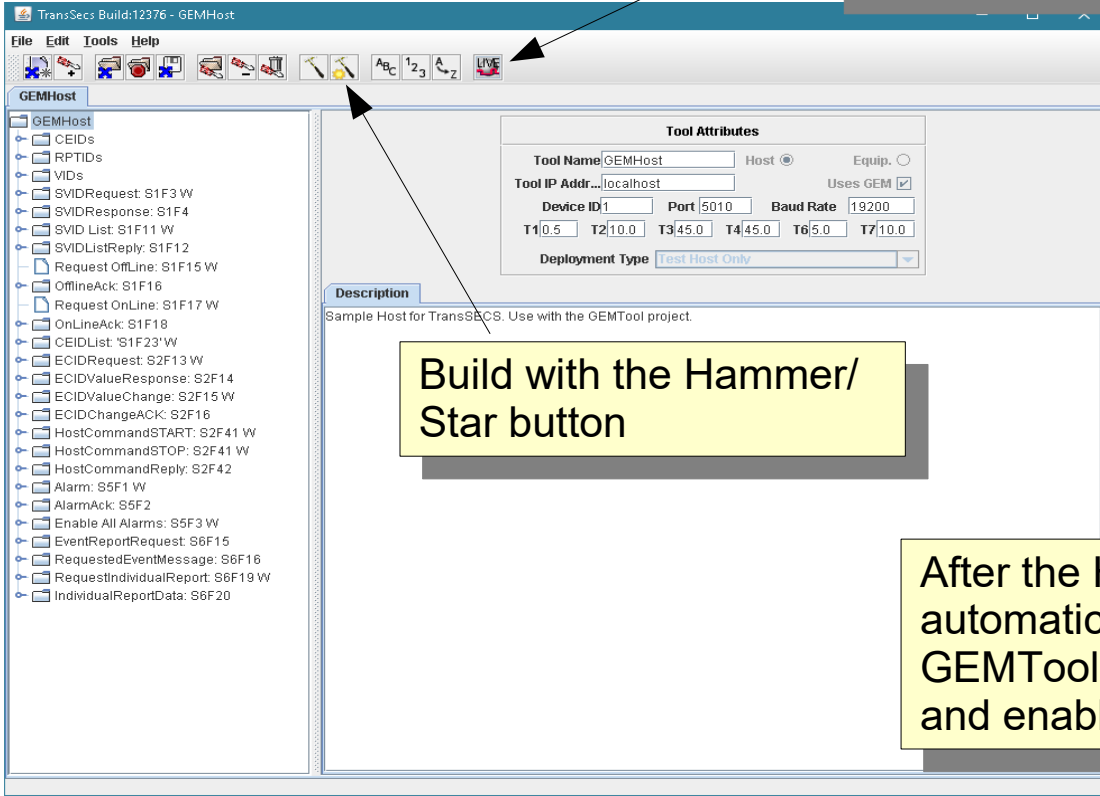 TransSecs Build:12376 - GEMHost
File Edit Tools Help
ABC 123 A Z LIVE
GEMHost
GEMHost
CEIDs
RPTIDs
VIDs
SVIDRequest: S1F3 W
SVIDResponse: S1F4
SVID List: S1F11 W
SVIDListReply: S1F12
Request OffLine: S1F15 W
OfflineAck: S1F16
Request OnLine: S1F17 W
OnLineAck: S1F18
CEIDList: 'S1F23' W
ECIDRequest: S2F13 W
ECIDValueResponse: S2F14
ECIDValueChange: S2F15 W
ECIDChangeACK: S2F16
HostCommandSTART: S2F41 W
HostCommandSTOP: S2F41 W
HostCommandReply: S2F42
Alarm: S5F1 W
AlarmAck: S5F2
Enable All Alarms: S5F3 W
EventReportRequest: S6F15
RequestedEventMessage: S6F16
RequestIndividualReport: S6F19 W
IndividualReportData: S6F20
Tool Attributes
Tool Name GEMHost Host Equip.
Tool IP Addr... localhost Uses GEM
Device ID 1 Port 5010 Baud Rate 19200
T1 0.5 T2 10.0 T3 45.0 T4 45.0 T6 5.0 T7 10.0
Deployment Type Test Host Only
Description
Sample Host for TransSECS. Use with the GEMTool project.
Build with the Hammer/
Star button
After the
automatic
GEMTool
and enab